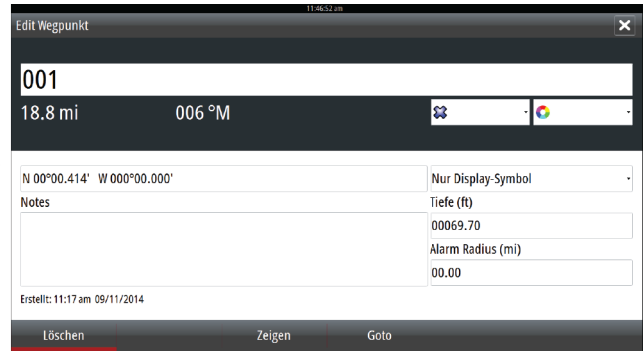 11:46:52 am
Edit Wegpunkt
001
18.8 mi 006 °M
N 00°00.414' W 000°00.000' Nur Display-Symbol
Notes Tiefe (ft)
00069.70
Alarm Radius (mi)
00.00
Erstellt: 11:17 am 09/11/2014
Löschen Zeigen Goto